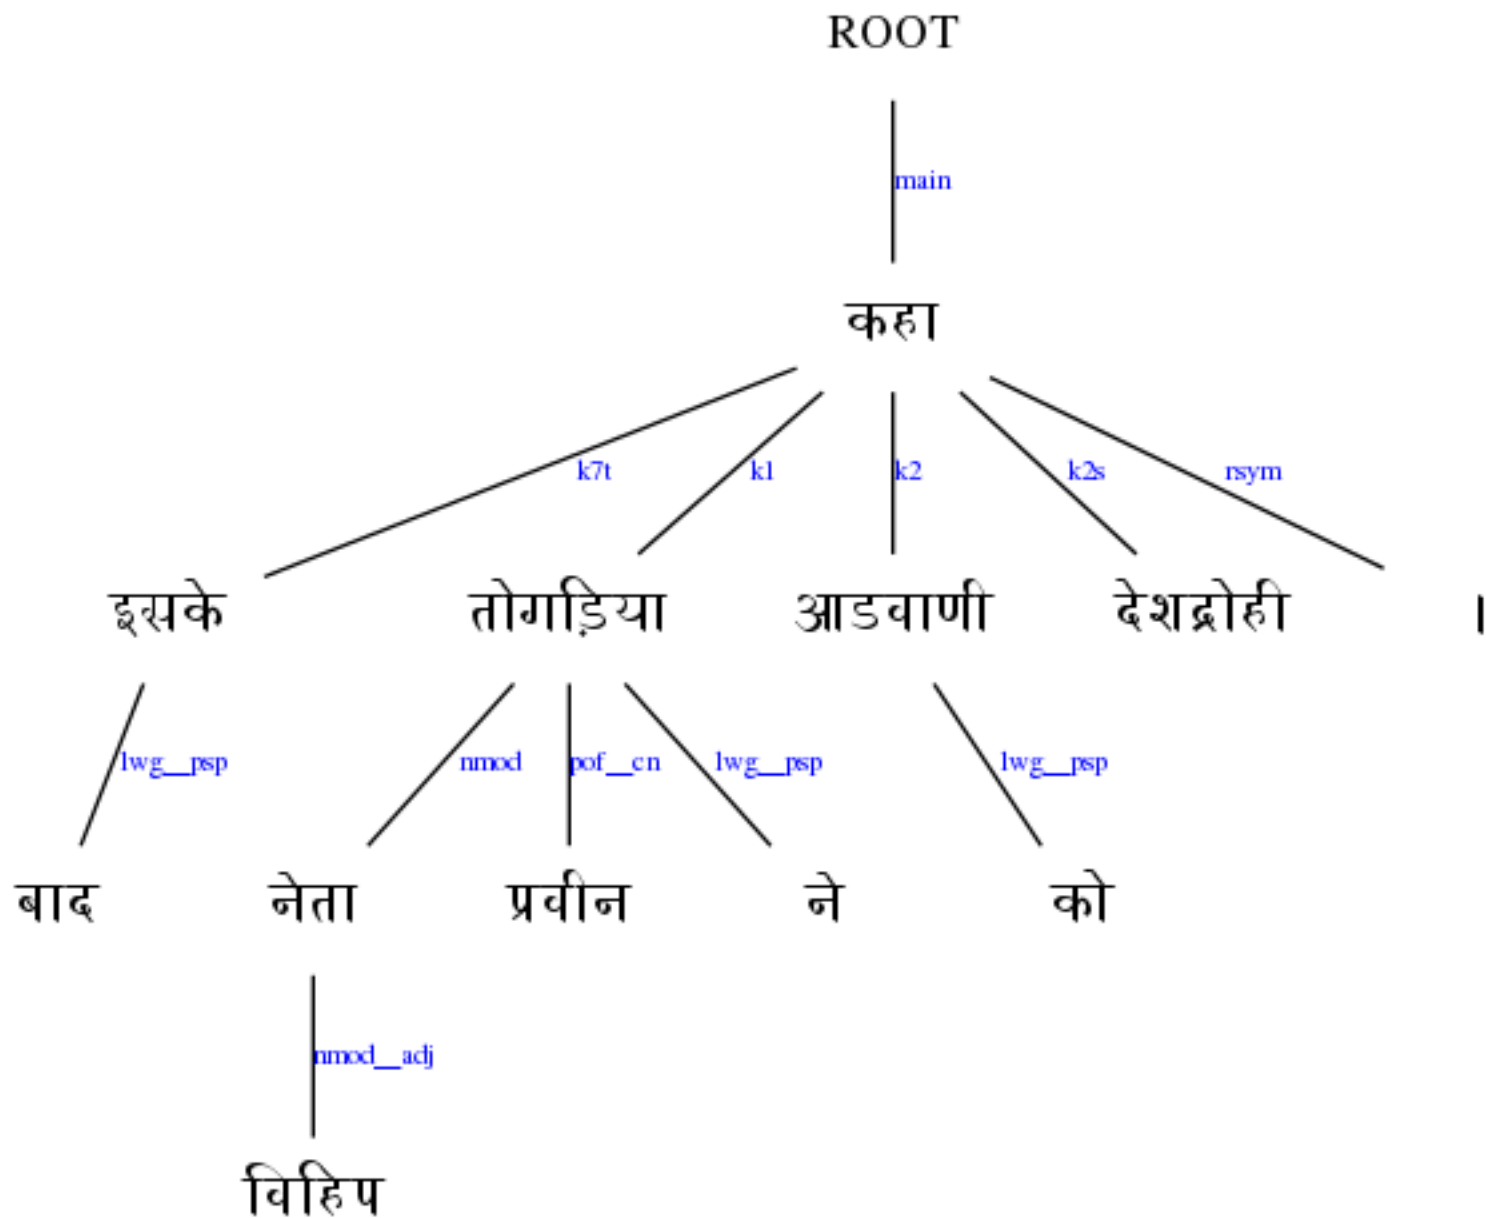 ROOT
main
कहा
k7t k1 k2 k2s rsym
इसके तोगड़िया आडवाणी देशद्रोही ।
lwg__psp nmod pof__cn lwg__psp lwg__psp
बाद नेता प्रवीन ने को
nmod__adj
विहिप